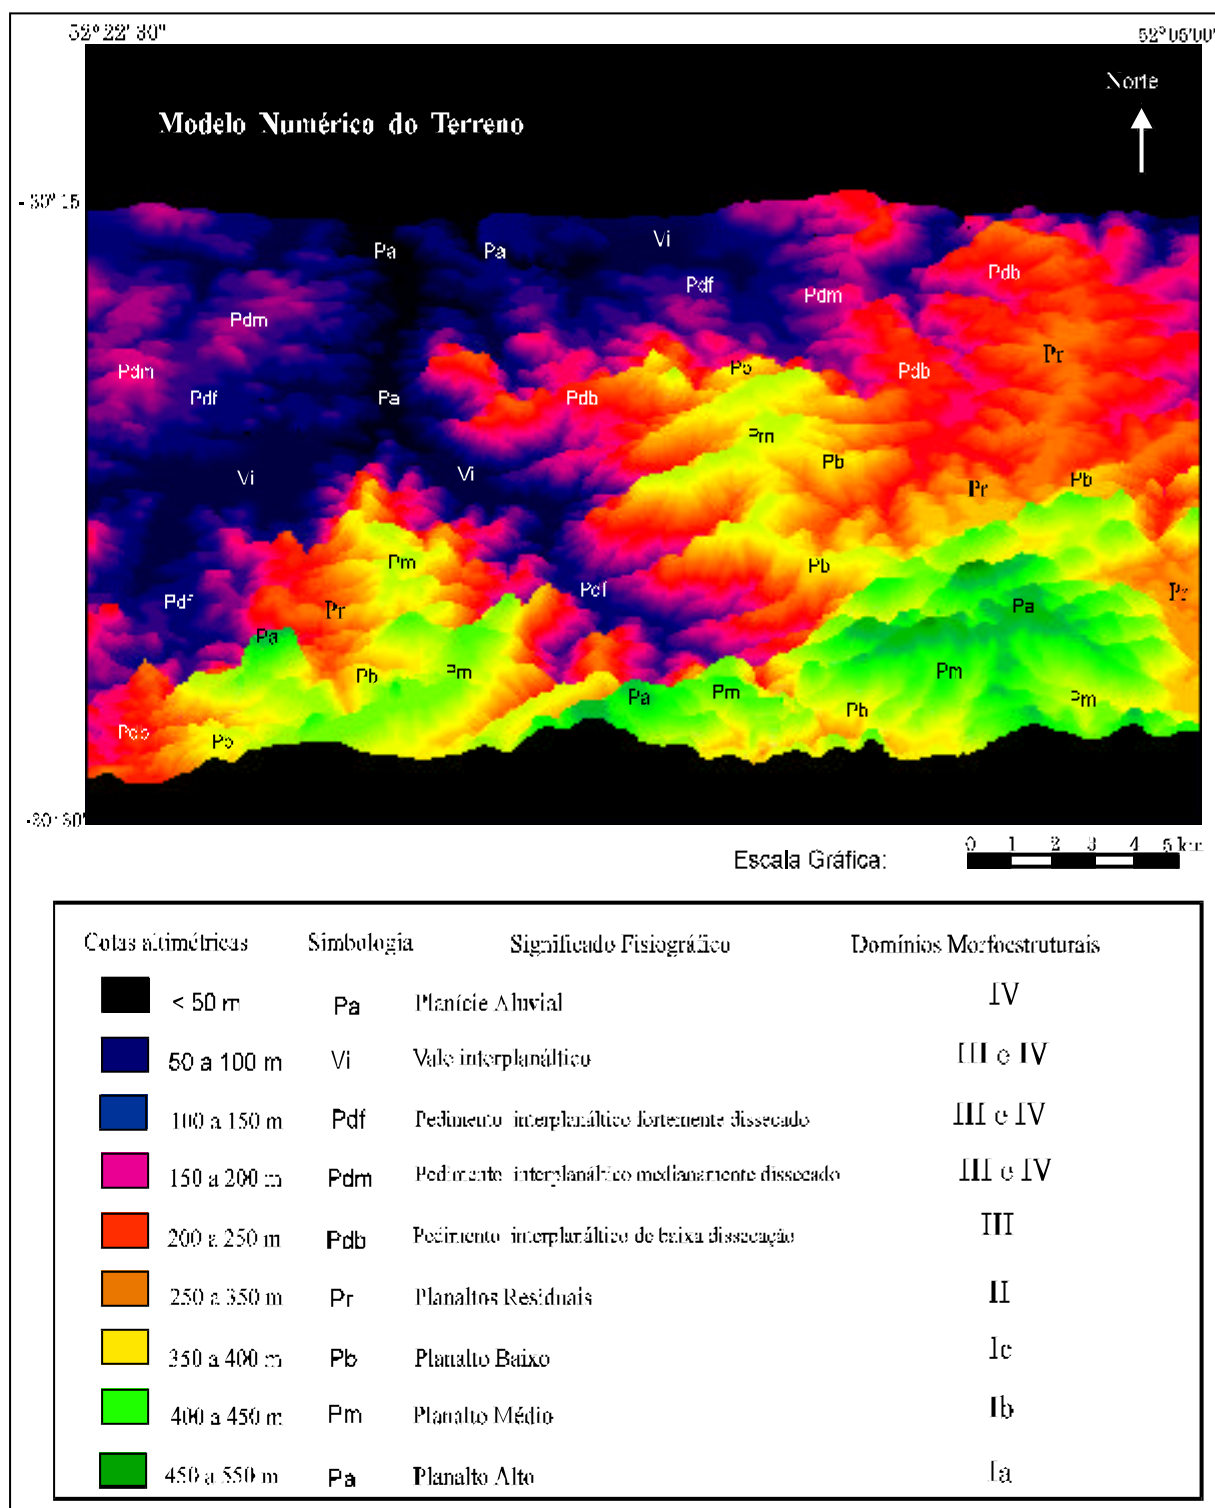 52° 22' 30"
52° 05'00"
Norte
Modelo Numérico do Terreno
- 30° 15
Vi
Pa
Pa
Pdb
Pdf
Pdm
Pdm
Pr
Pb
Pdm
Pdb
Pdf
Pa
Pdb
Pm
Pb
Vi
Vi
Pb
Pr
Pm
Pb
Pdf
Pr
Pdf
Pr
Pa
Pa
Pm
Pb
Pm
Pm
Pa
Pm
Pb
Pdb
Pb
-30° 30"
Escala Gráfica:
0 1 2 3 4 5 km
Cotas altimétricas Simbologia Significado Fisiográfico Domínios Morfoestruturais
< 50 m Pa Planície Aluvial IV
50 a 100 m Vi Vale interplanáltico III e IV
100 a 150 m Pdf Pedimento interplanáltico fortemente dissecado III e IV
150 a 200 m Pdm Pedimento interplanáltico medianamente dissecado III e IV
200 a 250 m Pdb Pedimento interplanáltico de baixa dissecação III
250 a 350 m Pr Planaltos Residuais II
350 a 400 m Pb Planalto Baixo Ic
400 a 450 m Pm Planalto Médio Ib
450 a 550 m Pa Planalto Alto Ia